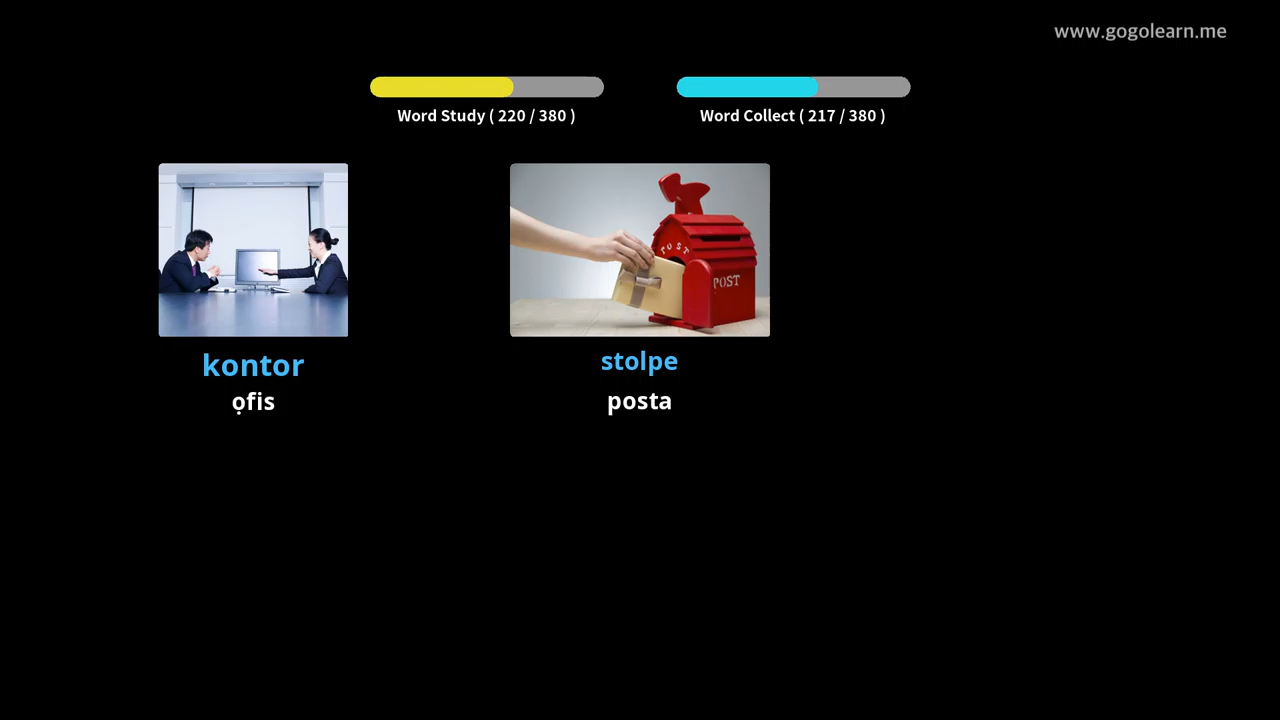 www.gogolearn.me
Word Study ( 220 / 380 )
Word Collect ( 217 / 380 )
POST
POST
kontor
stolpe
ọfis
posta